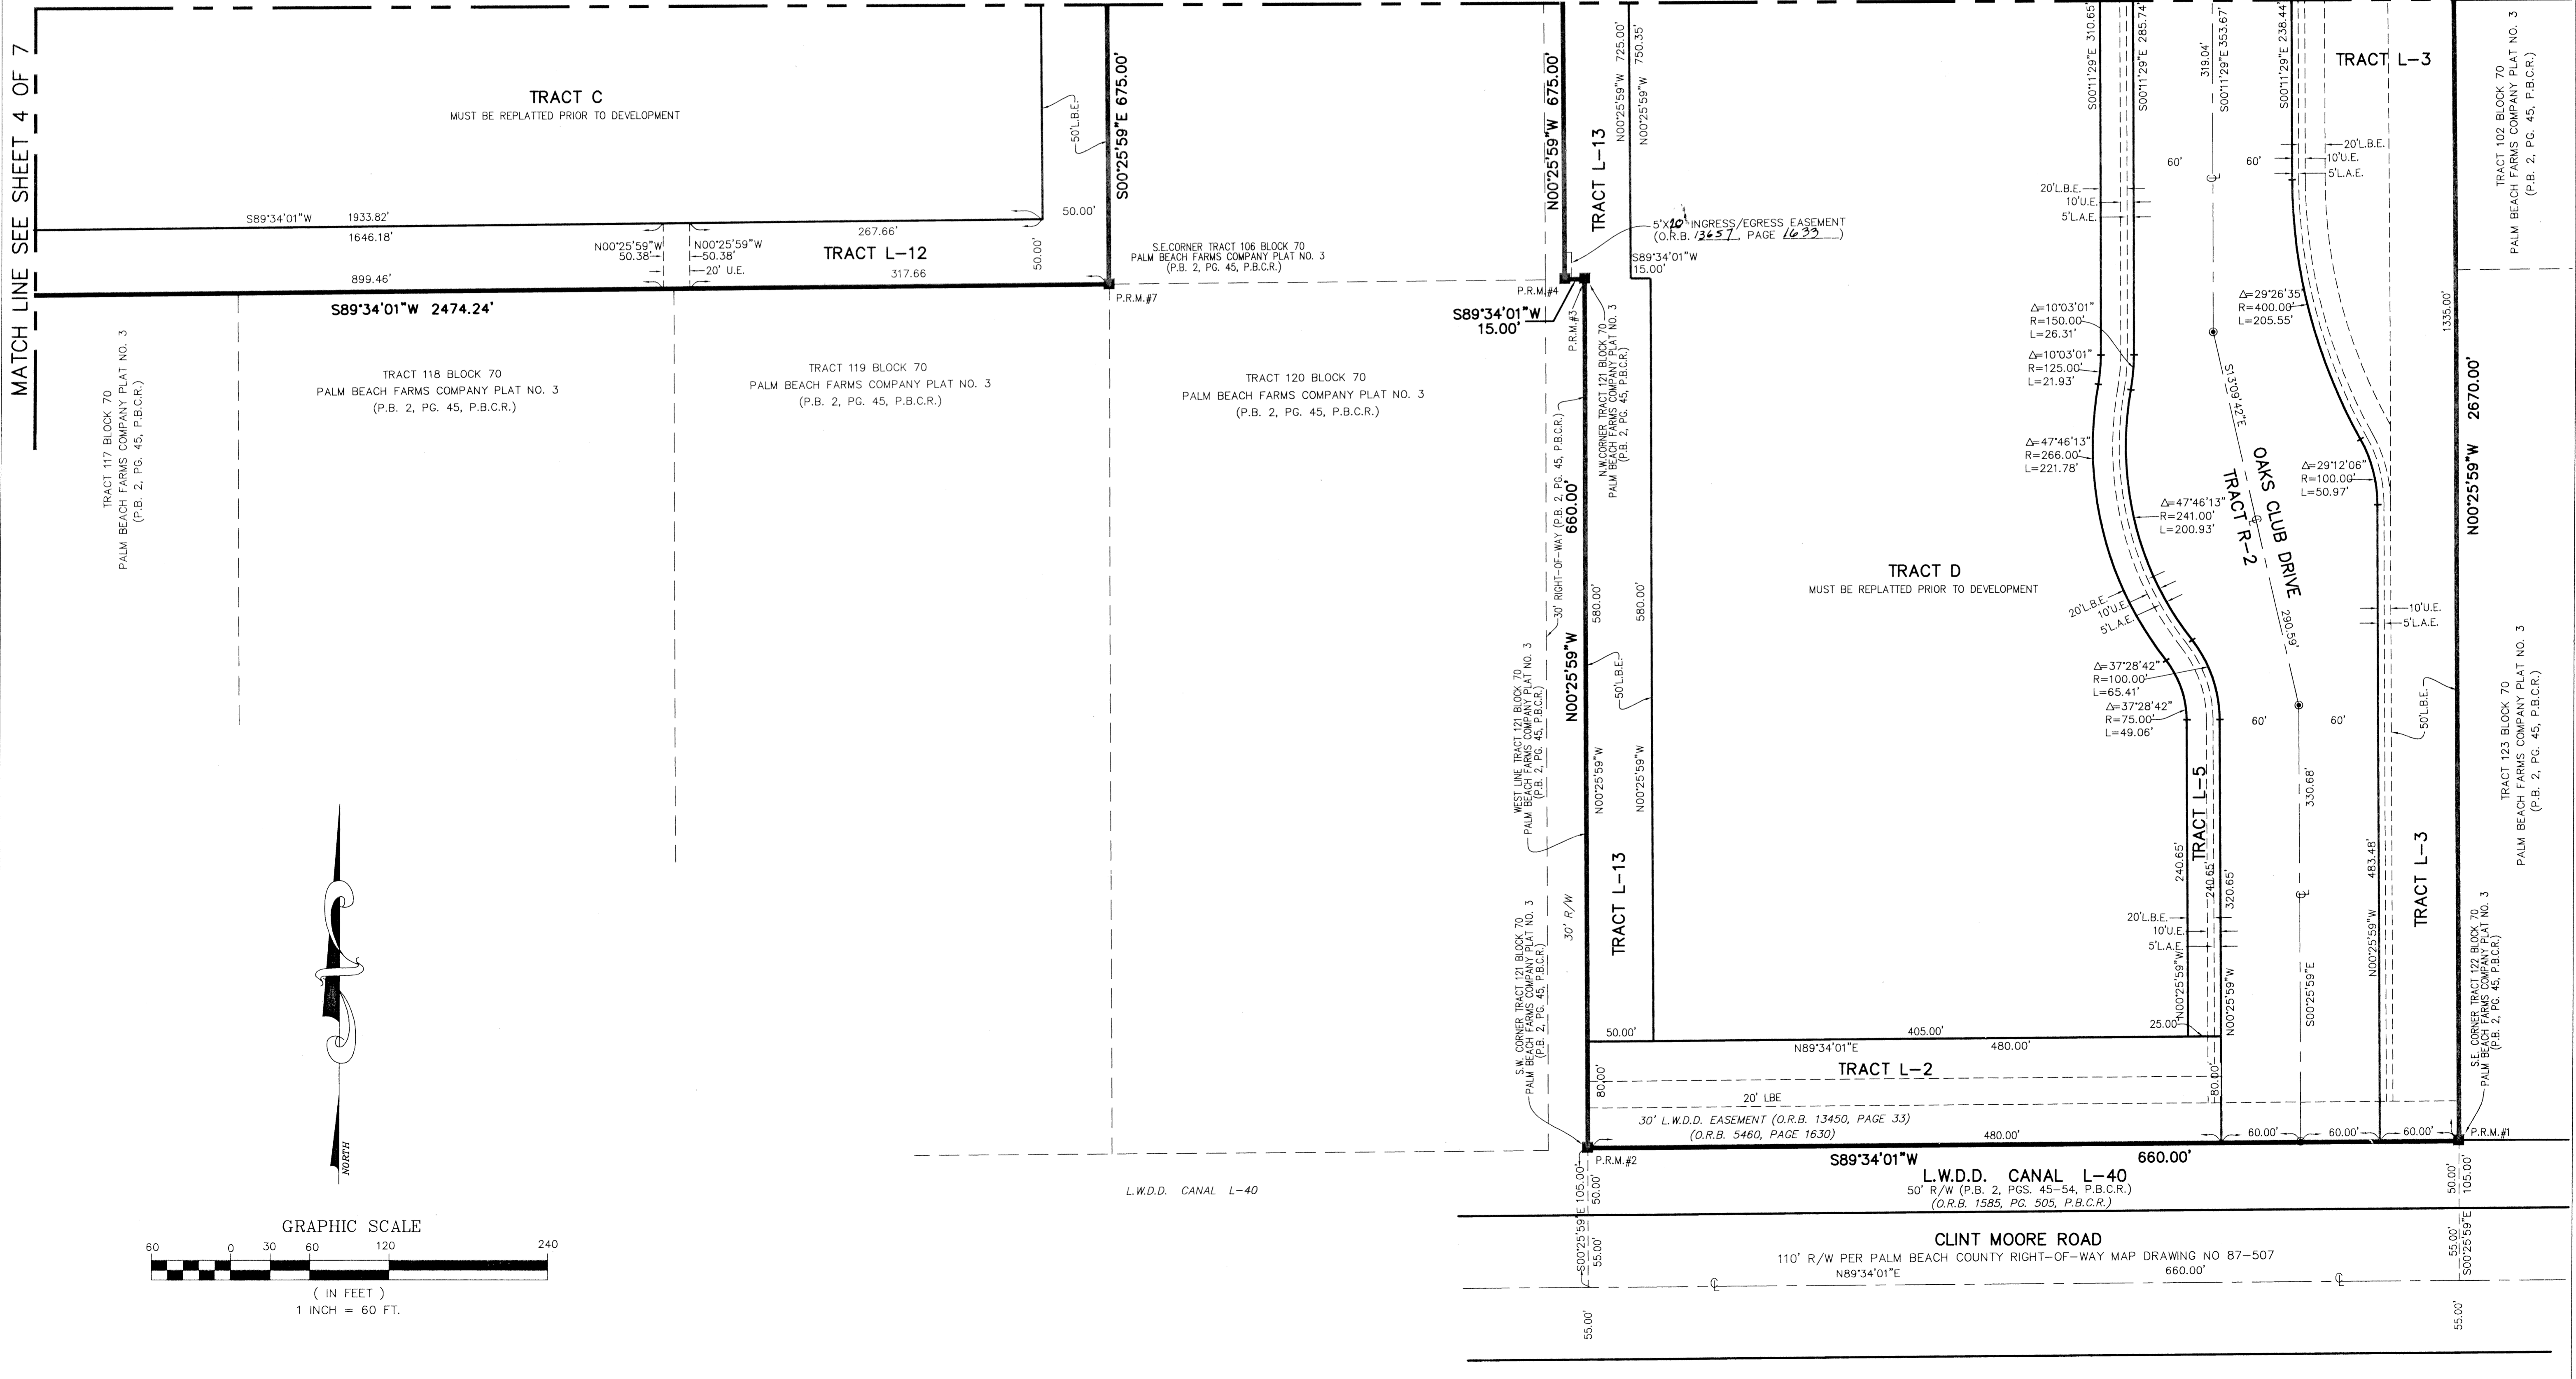 MATCH LINE SEE SHEET 4 OF 7
TRACT C
MUST BE REPLATTED PRIOR TO DEVELOPMENT
50'L.B.E.
S00°25'59"E 675.00'
S89°34'01"W 1933.82'
1646.18'
N00°25'59"W
50.38'
N00°25'59"W
50.38'
20' U.E.
267.66'
TRACT L-12
317.66
50.00'
50.00'
899.46'
S89°34'01"W 2474.24'
P.R.M.#7
S.E.CORNER TRACT 106 BLOCK 70
PALM BEACH FARMS COMPANY PLAT NO. 3
(P.B. 2, PG. 45, P.B.C.R.)
TRACT 117 BLOCK 70
PALM BEACH FARMS COMPANY PLAT NO. 3
(P.B. 2, PG. 45, P.B.C.R.)
TRACT 118 BLOCK 70
PALM BEACH FARMS COMPANY PLAT NO. 3
(P.B. 2, PG. 45, P.B.C.R.)
TRACT 119 BLOCK 70
PALM BEACH FARMS COMPANY PLAT NO. 3
(P.B. 2, PG. 45, P.B.C.R.)
TRACT 120 BLOCK 70
PALM BEACH FARMS COMPANY PLAT NO. 3
(P.B. 2, PG. 45, P.B.C.R.)
NORTH
GRAPHIC SCALE
60 0 30 60 120 240
( IN FEET )
1 INCH = 60 FT.
L.W.D.D. CANAL L-40
N00°25'59"W 675.00'
TRACT L-13
N00°25'59"W 725.00'
N00°25'59"W 750.35'
5'X20' INGRESS/EGRESS EASEMENT
(O.R.B. 13657, PAGE 1633)
S89°34'01"W
15.00'
P.R.M.#4
S89°34'01"W
15.00'
P.R.M.#3
N.W.CORNER TRACT 121 BLOCK 70
PALM BEACH FARMS COMPANY PLAT NO. 3
(P.B. 2, PG. 45, P.B.C.R.)
30' RIGHT-OF-WAY (P.B. 2, PG. 45, P.B.C.R.)
N00°25'59"W 660.00'
N00°25'59"W 580.00'
N00°25'59"W 580.00'
50'L.B.E.
WEST LINE TRACT 121 BLOCK 70
PALM BEACH FARMS COMPANY PLAT NO. 3
(P.B. 2, PG. 45, P.B.C.R.)
TRACT L-13
30' R/W
S.W. CORNER TRACT 121 BLOCK 70
PALM BEACH FARMS COMPANY PLAT NO. 3
(P.B. 2, PG. 45, P.B.C.R.)
TRACT D
MUST BE REPLATTED PRIOR TO DEVELOPMENT
S00°11'29"E 310.65'
S00°11'29"E 285.74'
319.04'
S00°11'29"E 353.67'
S00°11'29"E 238.44'
TRACT L-3
60' 60'
20'L.B.E.
10'U.E.
5'L.A.E.
20'L.B.E.
10'U.E.
5'L.A.E.
TRACT 102 BLOCK 70
PALM BEACH FARMS COMPANY PLAT NO. 3
(P.B. 2, PG. 45, P.B.C.R.)
Δ=10°03'01"
R=150.00'
L=26.31'
Δ=10°03'01"
R=125.00'
L=21.93'
Δ=47°46'13"
R=266.00'
L=221.78'
Δ=47°46'13"
R=241.00'
L=200.93'
Δ=29°26'35"
R=400.00'
L=205.55'
Δ=29°12'06"
R=100.00'
L=50.97'
S13°09'42"E 290.59'
OAKS CLUB DRIVE
TRACT R-2
1335.00'
N00°25'59"W 2670.00'
20'L.B.E.
10'U.E.
5'L.A.E.
10'U.E.
5'L.A.E.
Δ=37°28'42"
R=100.00'
L=65.41'
Δ=37°28'42"
R=75.00'
L=49.06'
60' 60'
50'L.B.E.
TRACT 123 BLOCK 70
PALM BEACH FARMS COMPANY PLAT NO. 3
(P.B. 2, PG. 45, P.B.C.R.)
TRACT L-5
N00°25'59"W 240.65'
240.65'
N00°25'59"W 320.65'
S00°25'59"E 330.68'
N00°25'59"W 483.48'
TRACT L-3
20'L.B.E.
10'U.E.
5'L.A.E.
S.E. CORNER TRACT 122 BLOCK 70
PALM BEACH FARMS COMPANY PLAT NO. 3
(P.B. 2, PG. 45, P.B.C.R.)
50.00' 405.00' 25.00'
N89°34'01"E 480.00'
80.00' TRACT L-2 80.00'
20' LBE
30' L.W.D.D. EASEMENT (O.R.B. 13450, PAGE 33)
(O.R.B. 5460, PAGE 1630)
480.00' 60.00' 60.00' 60.00'
P.R.M.#1
P.R.M.#2
S89°34'01"W 660.00'
L.W.D.D. CANAL L-40
50' R/W (P.B. 2, PGS. 45-54, P.B.C.R.)
(O.R.B. 1585, PG. 505, P.B.C.R.)
S00°25'59"E 105.00'
50.00'
55.00'
50.00'
55.00'
S00°25'59"E 105.00'
CLINT MOORE ROAD
110' R/W PER PALM BEACH COUNTY RIGHT-OF-WAY MAP DRAWING NO 87-507
N89°34'01"E 660.00'
55.00'
55.00'